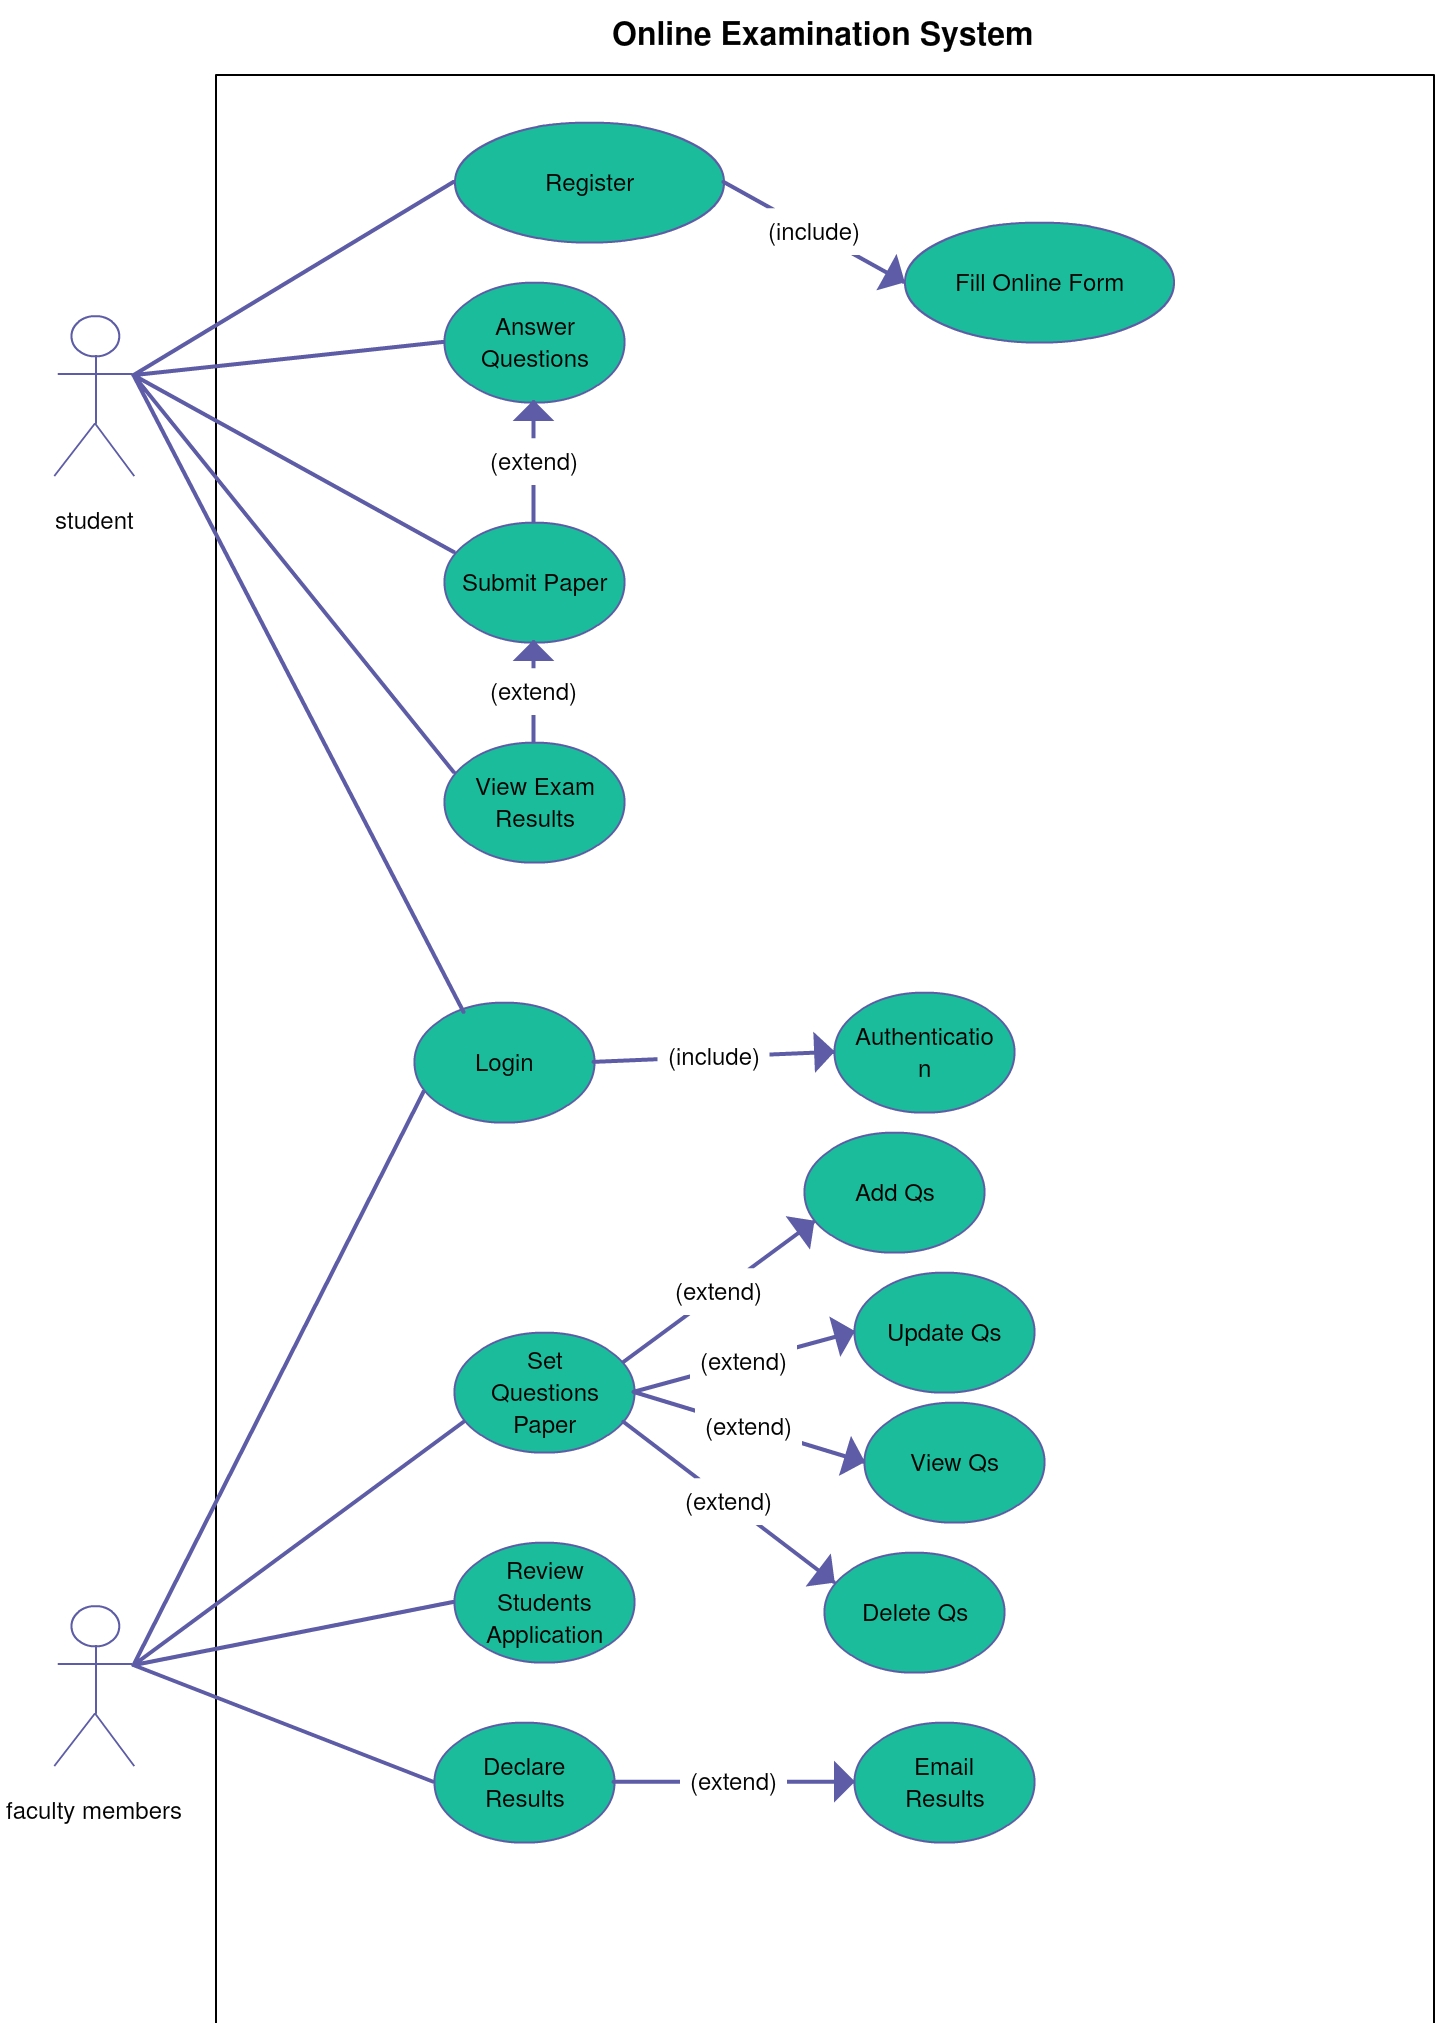 Online Examination System
Register
(include)
Fill Online Form
Answer
Questions
(extend)
student
Submit Paper
(extend)
View Exam
Results
Login
(include)
Authenticatio
n
Add Qs
(extend)
Update Qs
(extend)
Set
Questions
Paper
(extend)
View Qs
(extend)
Review
Students
Application
Delete Qs
Declare
Results
(extend)
Email
Results
faculty members